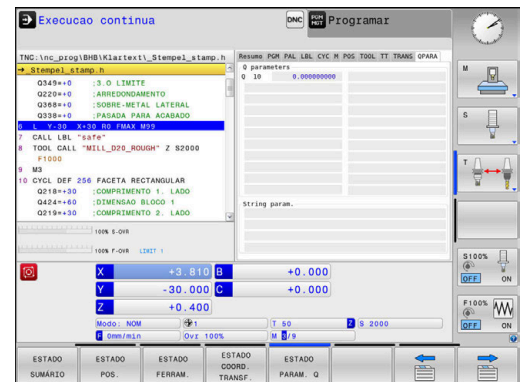 Execucao continua
DNC
PGM MGT
Programar
TNC:\nc_prog\BHB\Klartext\_Stempel_stamp.h
→_Stempel_stamp.h
Q349=+0 ;3.O LIMITE
Q220=+0 ;ARREDONDAMENTO
Q368=+0 ;SOBRE-METAL LATERAL
Q338=+0 ;PASADA PARA ACABADO
6 L Y-30 X+30 R0 FMAX M99
7 CALL LBL "safe"
8 TOOL CALL "MILL_D20_ROUGH" Z S2000
F1000
9 M3
10 CYCL DEF 256 FACETA RECTANGULAR
Q218=+30 ;COMPRIMENTO 1. LADO
Q424=+60 ;DIMENSAO BLOCO 1
Q219=+30 ;COMPRIMENTO 2. LADO
100% S-OVR
100% F-OVR LIMIT 1
Resumo PGM PAL LBL CYC M POS TOOL TT TRANS QPARA
Q parameters
Q 10 0.000000000
String param.
X +3.810 B +0.000
Y -30.000 C +0.000
Z +0.400
Modo: NOM 1 T 50 Z S 2000
F 0mm/min Ovr 100% M 5/9
M
S
T
S100%
OFF ON
F100%
OFF ON
ESTADO SUMÁRIO
ESTADO POS.
ESTADO FERRAM.
ESTADO COORD. TRANSF.
ESTADO PARAM. Q